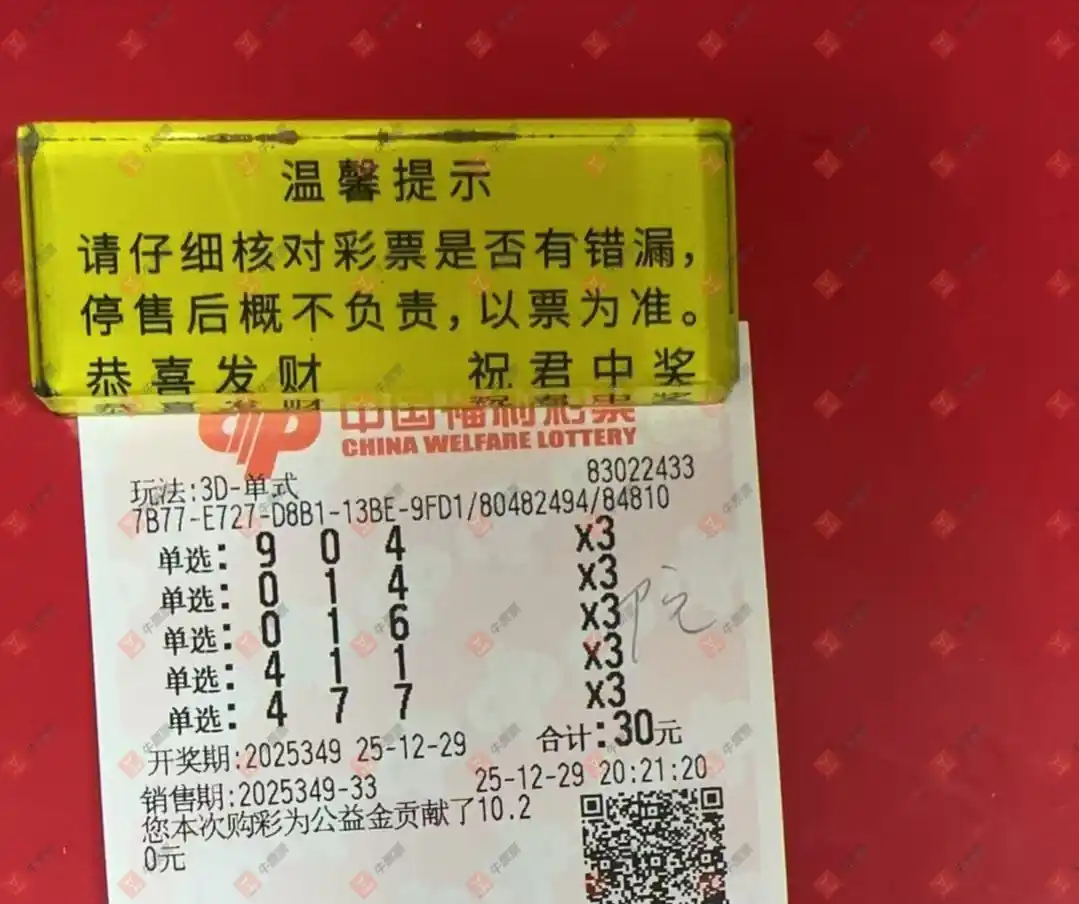 温馨提示
请仔细核对彩票是否有错漏，
停售后概不负责，以票为准。
恭喜发财 祝君中奖
中国福利彩票
CHINA WELFARE LOTTERY
83022433
玩法:3D-单式
7B77-E727-D8B1-13BE-9FD1/80482494/84810
单选: 9 0 4 x3
单选: 0 1 4 x3
单选: 0 1 6 x3
单选: 4 1 1 x3
单选: 4 7 7 x3
开奖期:2025349 25-12-29 合计:30元
销售期:2025349-33 25-12-29 20:21:20
您本次购彩为公益金贡献了10.2
0元